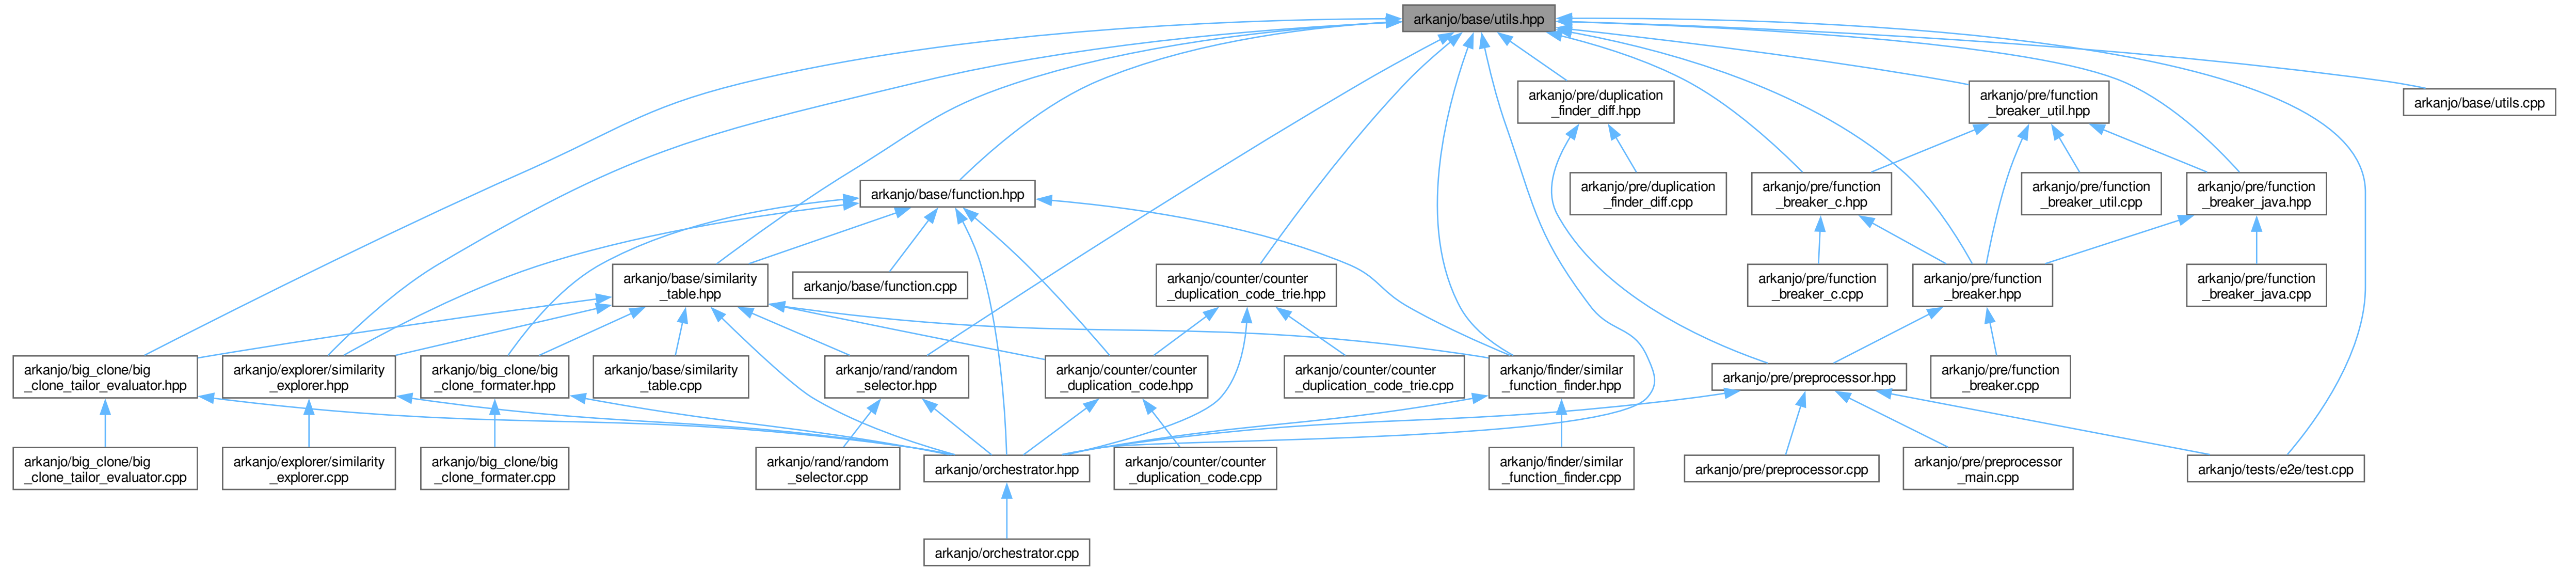 arkanjo/base/utils.hpp
arkanjo/pre/duplication
_finder_diff.hpp
arkanjo/pre/function
_breaker_util.hpp
arkanjo/base/utils.cpp
arkanjo/base/function.hpp
arkanjo/pre/duplication
_finder_diff.cpp
arkanjo/pre/function
_breaker_c.hpp
arkanjo/pre/function
_breaker_util.cpp
arkanjo/pre/function
_breaker_java.hpp
arkanjo/base/similarity
_table.hpp
arkanjo/base/function.cpp
arkanjo/counter/counter
_duplication_code_trie.hpp
arkanjo/pre/function
_breaker_c.cpp
arkanjo/pre/function
_breaker.hpp
arkanjo/pre/function
_breaker_java.cpp
arkanjo/big_clone/big
_clone_tailor_evaluator.hpp
arkanjo/explorer/similarity
_explorer.hpp
arkanjo/big_clone/big
_clone_formater.hpp
arkanjo/base/similarity
_table.cpp
arkanjo/rand/random
_selector.hpp
arkanjo/counter/counter
_duplication_code.hpp
arkanjo/counter/counter
_duplication_code_trie.cpp
arkanjo/finder/similar
_function_finder.hpp
arkanjo/pre/preprocessor.hpp
arkanjo/pre/function
_breaker.cpp
arkanjo/big_clone/big
_clone_tailor_evaluator.cpp
arkanjo/explorer/similarity
_explorer.cpp
arkanjo/big_clone/big
_clone_formater.cpp
arkanjo/rand/random
_selector.cpp
arkanjo/orchestrator.hpp
arkanjo/counter/counter
_duplication_code.cpp
arkanjo/finder/similar
_function_finder.cpp
arkanjo/pre/preprocessor.cpp
arkanjo/pre/preprocessor
_main.cpp
arkanjo/tests/e2e/test.cpp
arkanjo/orchestrator.cpp